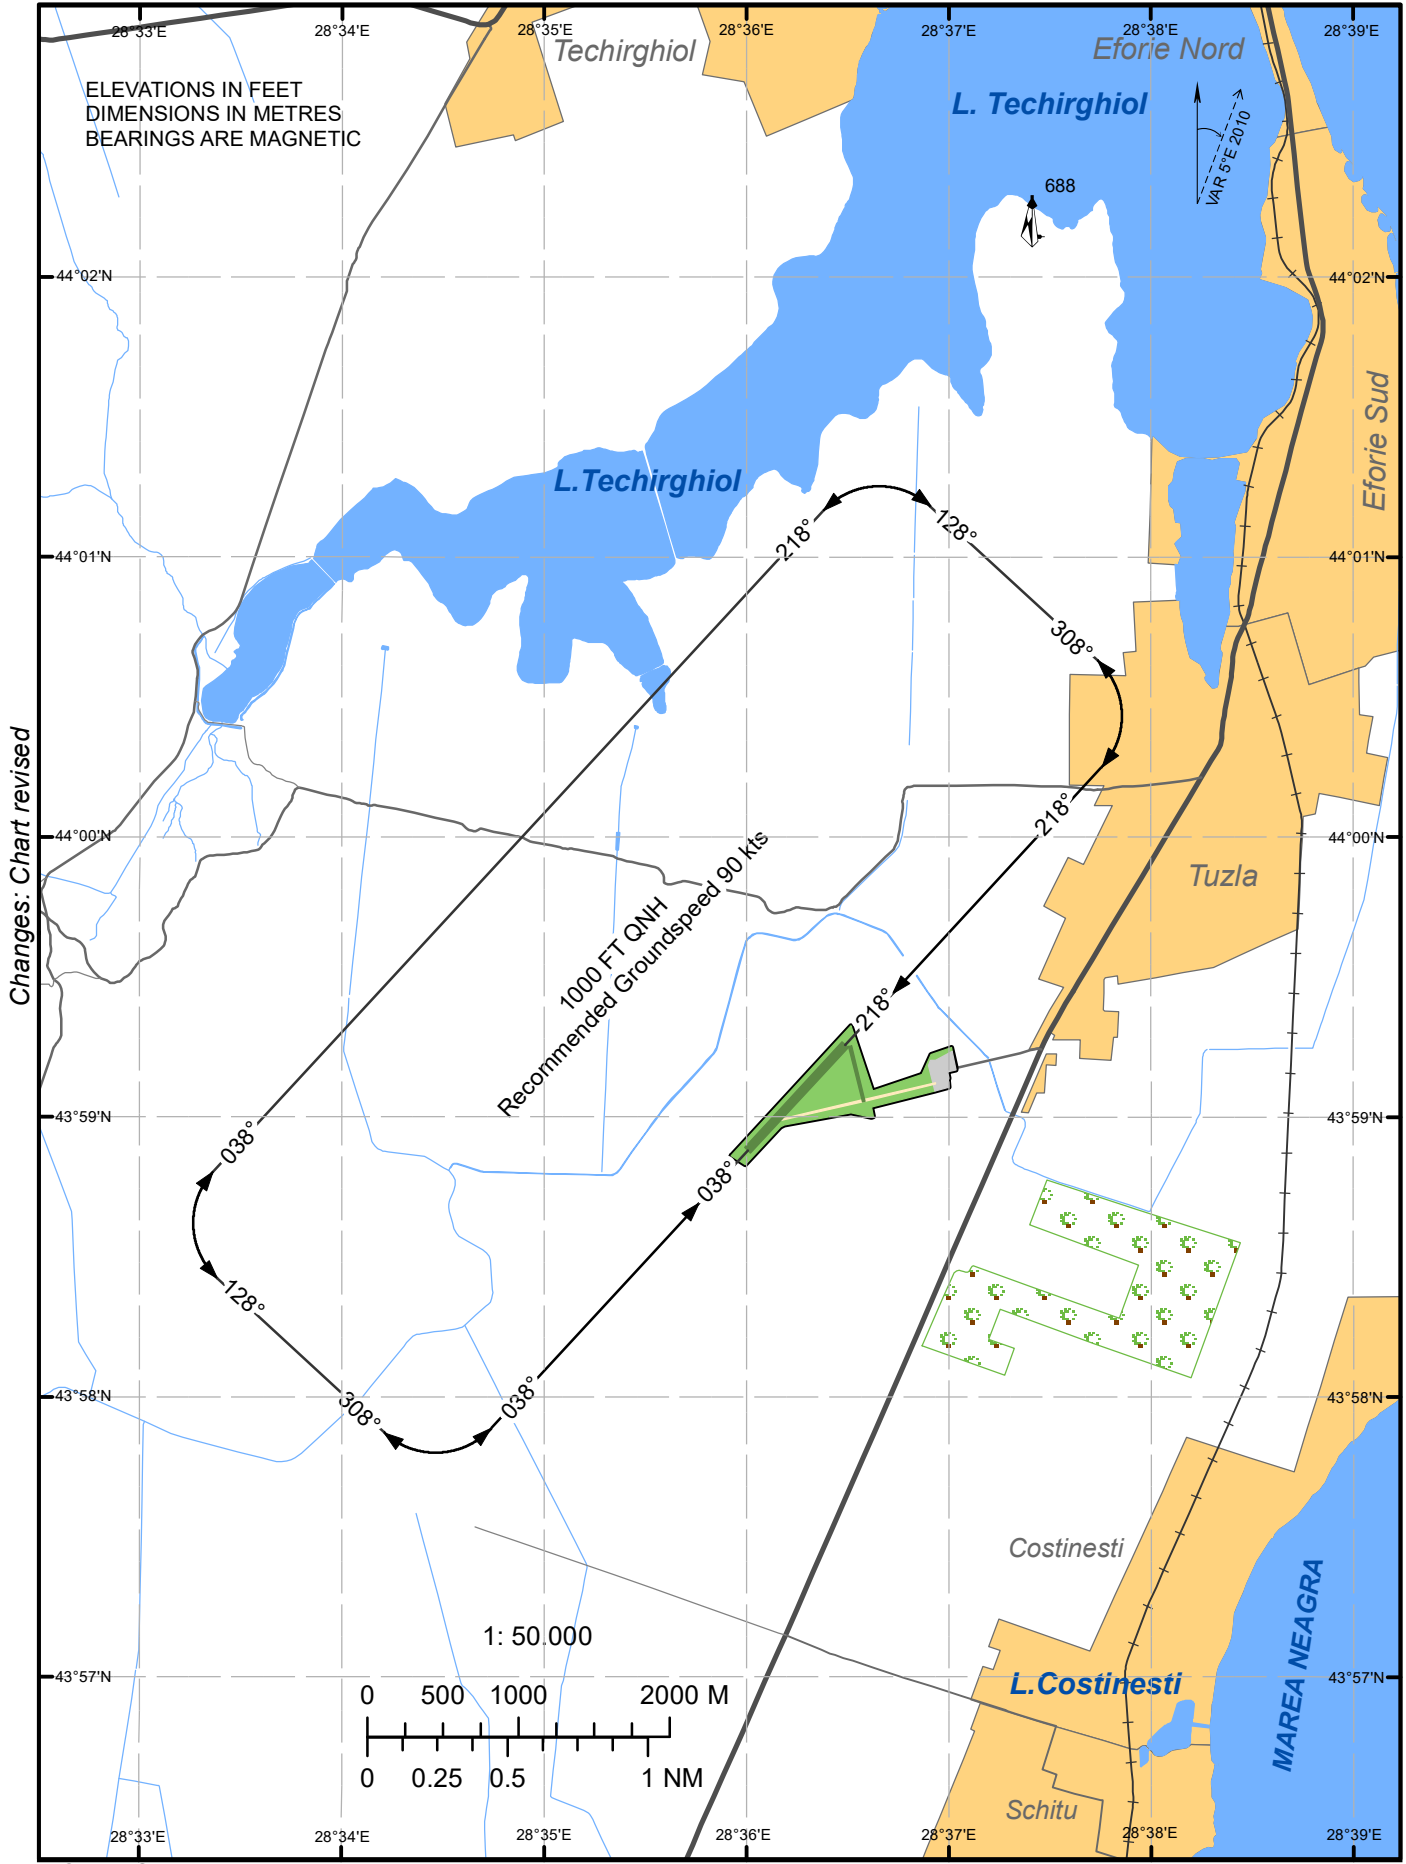 28°33'E
28°34'E
28°35'E
28°36'E
28°37'E
28°38'E
28°39'E
Techirghiol
Eforie Nord
ELEVATIONS IN FEET
DIMENSIONS IN METRES
BEARINGS ARE MAGNETIC
L. Techirghiol
VAR 5°E 2010
688
44°02'N
44°02'N
Eforie Sud
L.Techirghiol
218°
128°
44°01'N
44°01'N
308°
Changes: Chart revised
218°
44°00'N
44°00'N
Tuzla
1000 FT QNH
Recommended Groundspeed 90 kts
218°
43°59'N
43°59'N
038°
038°
128°
43°58'N
43°58'N
308°
038°
Costinesti
1: 50.000
MAREA NEAGRA
43°57'N
43°57'N
L.Costinesti
0 500 1000 2000 M
0 0.25 0.5 1 NM
Schitu
28°33'E
28°34'E
28°35'E
28°36'E
28°37'E
28°38'E
28°39'E